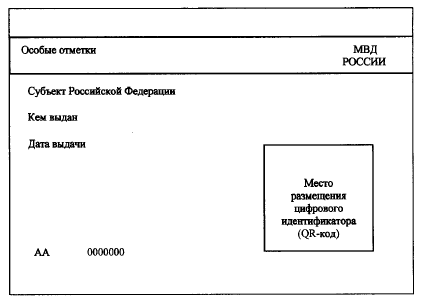 Особые отметки
МВД
РОССИИ
Субъект Российской Федерации
Кем выдан
Дата выдачи
Место
размещения
цифрового
идентификатора
(QR-код)
АА 0000000